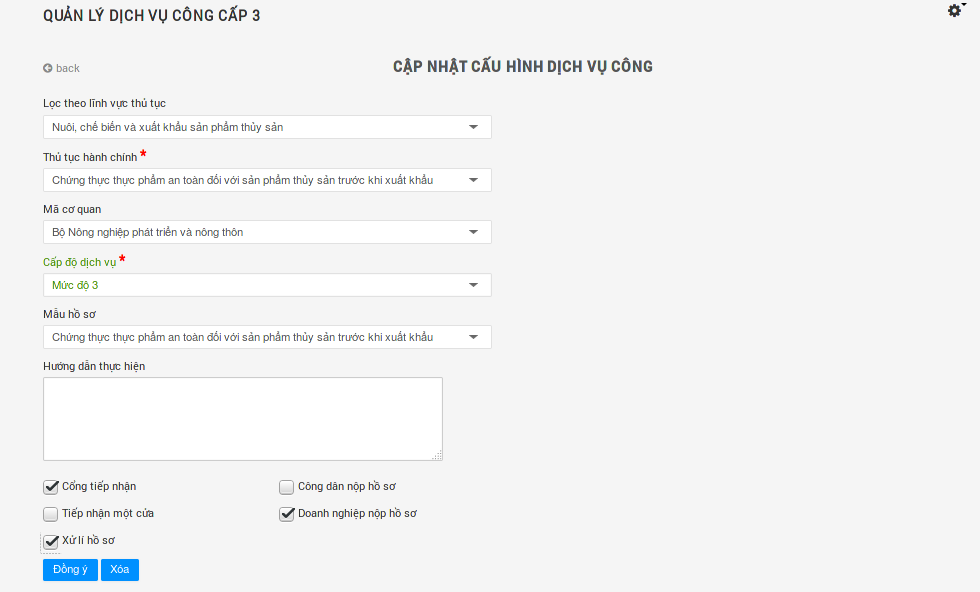 QUẢN LÝ DỊCH VỤ CÔNG CẤP 3
back
CẬP NHẬT CẤU HÌNH DỊCH VỤ CÔNG
Lọc theo lĩnh vực thủ tục
Nuôi, chế biến và xuất khẩu sản phẩm thủy sản
Thủ tục hành chính *
Chứng thực thực phẩm an toàn đối với sản phẩm thủy sản trước khi xuất khẩu
Mã cơ quan
Bộ Nông nghiệp phát triển và nông thôn
Cấp độ dịch vụ *
Mức độ 3
Mẫu hồ sơ
Chứng thực thực phẩm an toàn đối với sản phẩm thủy sản trước khi xuất khẩu
Hướng dẫn thực hiện
Cổng tiếp nhận
Công dân nộp hồ sơ
Tiếp nhận một cửa
Doanh nghiệp nộp hồ sơ
Xử lí hồ sơ
Đồng ý
Xóa